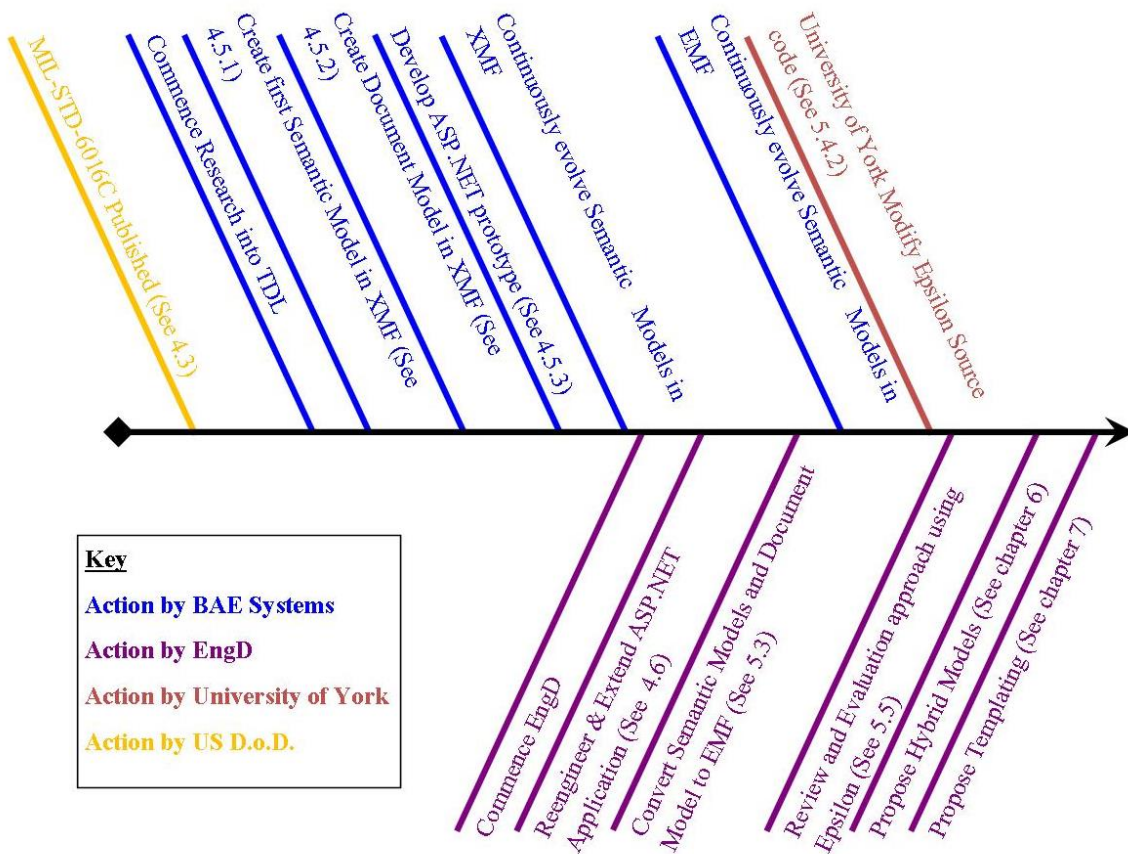 MIL-STD-6016C Published (See 4.3)
Commence Research into TDL
Create first Semantic Model in XMF (See
4.5.1)
Create Document Model in XMF (See
4.5.2)
Develop ASP.NET prototype (See 4.5.3)
Continuously evolve Semantic Models in
XMF
Continuously evolve Semantic Models in
EMF
University of York Modify Epsilon Source
code (See 5.4.2)
Commence EngD
Reengineer & Extend ASP.NET
Application (See 4.6)
Convert Semantic Models and Document
Model to EMF (See 5.3)
Review and Evaluation approach using
Epsilon (See 5.5)
Propose Hybrid Models (See chapter 6)
Propose Templating (See chapter 7)
Key
Action by BAE Systems
Action by EngD
Action by University of York
Action by US D.o.D.